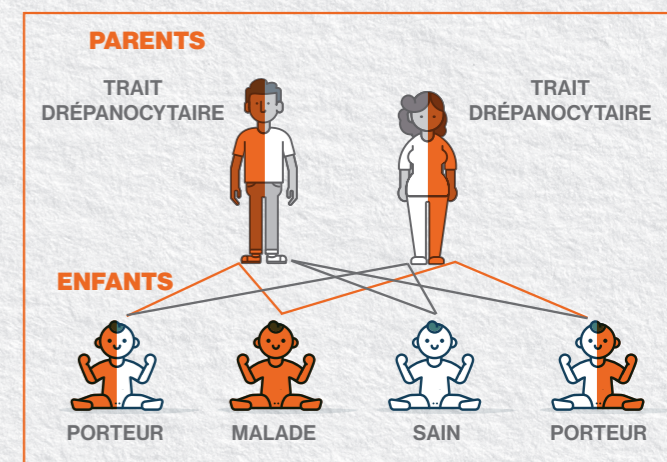 PARENTS
TRAIT
DRÉPANOCYTAIRE
TRAIT
DRÉPANOCYTAIRE
ENFANTS
PORTEUR
MALADE
SAIN
PORTEUR